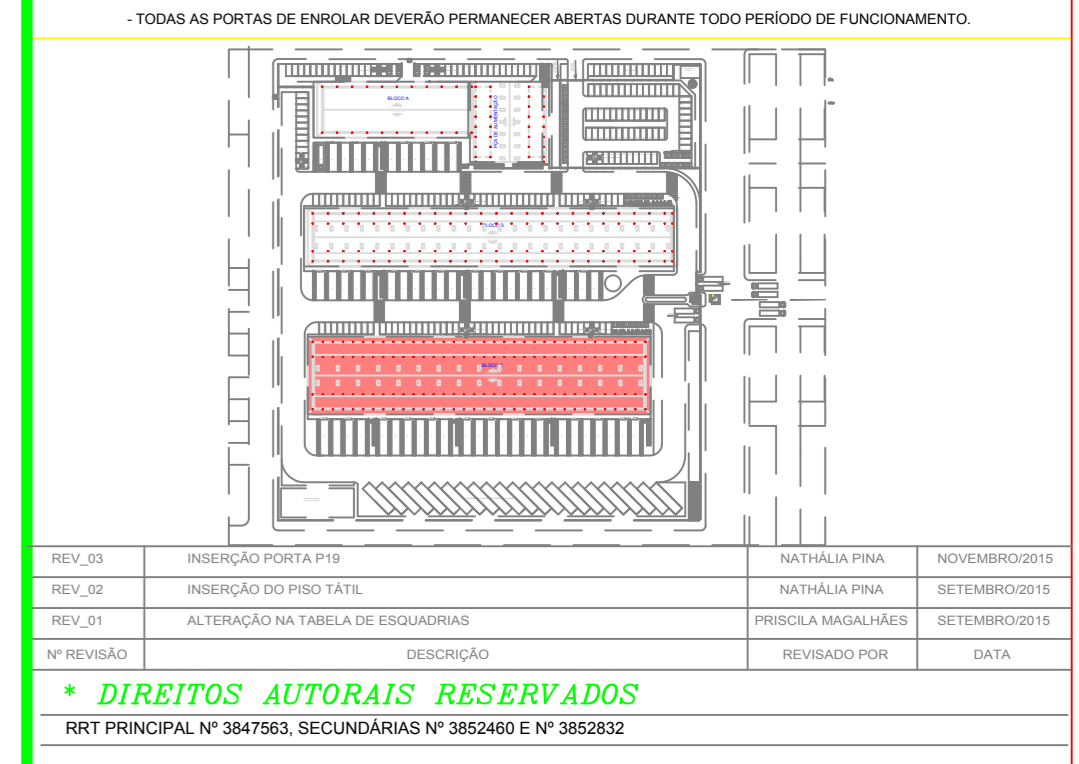 - TODAS AS PORTAS DE ENROLAR DEVERÃO PERMANECER ABERTAS DURANTE TODO PERÍODO DE FUNCIONAMENTO.
BLOCO A
PÇA DE ALIMENTAÇÃO
REV_03 INSERÇÃO PORTA P19 NATHÁLIA PINA NOVEMBRO/2015
REV_02 INSERÇÃO DO PISO TÁTIL NATHÁLIA PINA SETEMBRO/2015
REV_01 ALTERAÇÃO NA TABELA DE ESQUADRIAS PRISCILA MAGALHÃES SETEMBRO/2015
Nº REVISÃO DESCRIÇÃO REVISADO POR DATA
* DIREITOS AUTORAIS RESERVADOS
RRT PRINCIPAL Nº 3847563, SECUNDÁRIAS Nº 3852460 E Nº 3852832